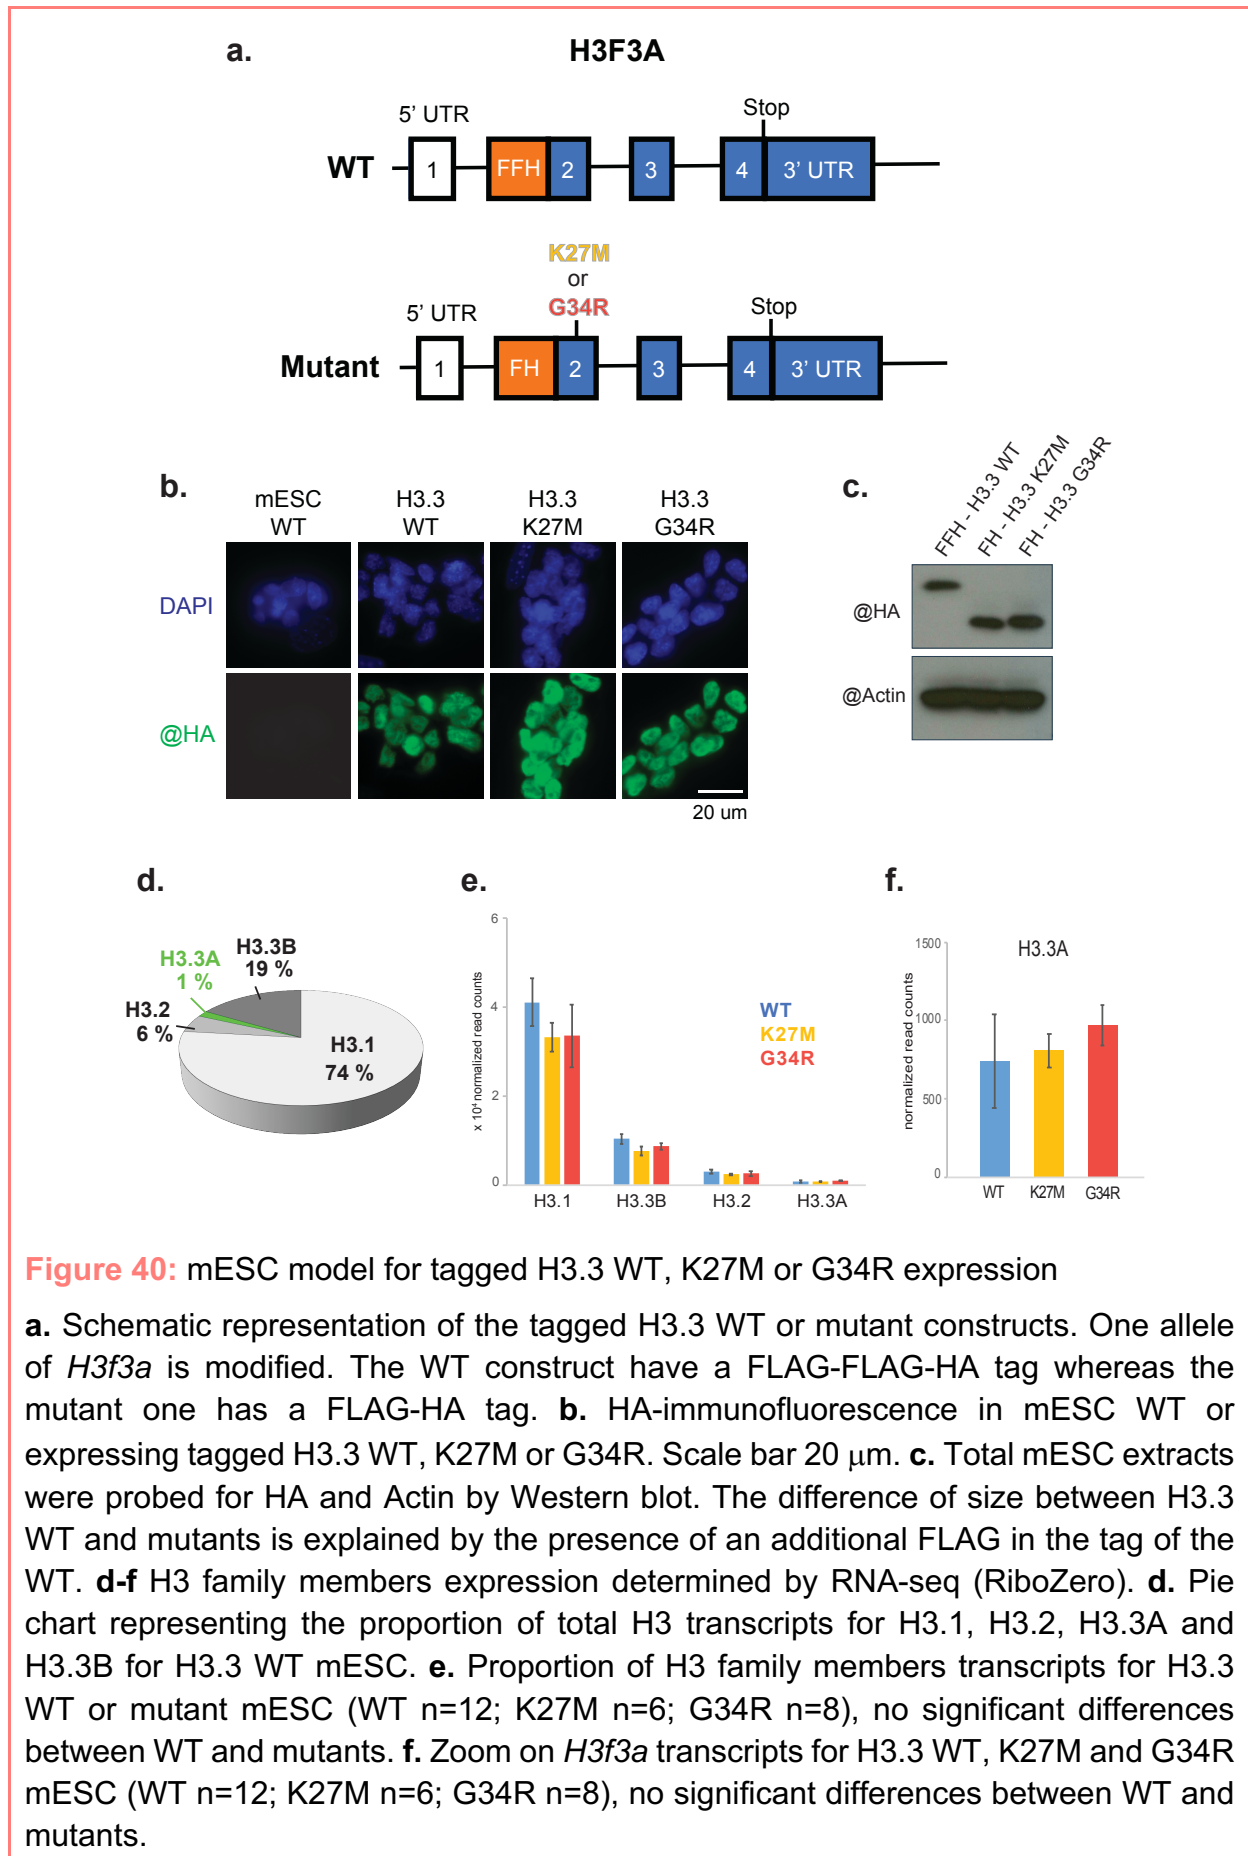 a.
H3F3A
Stop
5' UTR
WT
1
FFH
2
3
4
3' UTR
K27M
or
G34R
Stop
5' UTR
Mutant
1
FH
2
3
4
3' UTR
b.
mESC
WT
H3.3
WT
H3.3
K27M
H3.3
G34R
DAPI
@HA
20 um
c.
FFH - H3.3 WT
FH - H3.3 K27M
FH - H3.3 G34R
@HA
@Actin
d.
H3.3B
19 %
H3.3A
1 %
H3.2
6 %
H3.1
74 %
e.
x 10⁴ normalized read counts
6
4
2
0
WT
K27M
G34R
H3.1
H3.3B
H3.2
H3.3A
f.
H3.3A
normalized read counts
1500
1000
500
0
WT
K27M
G34R
Figure 40: mESC model for tagged H3.3 WT, K27M or G34R expression
a. Schematic representation of the tagged H3.3 WT or mutant constructs. One allele
of H3f3a is modified. The WT construct have a FLAG-FLAG-HA tag whereas the
mutant one has a FLAG-HA tag. b. HA-immunofluorescence in mESC WT or
expressing tagged H3.3 WT, K27M or G34R. Scale bar 20 μm. c. Total mESC extracts
were probed for HA and Actin by Western blot. The difference of size between H3.3
WT and mutants is explained by the presence of an additional FLAG in the tag of the
WT. d-f H3 family members expression determined by RNA-seq (RiboZero). d. Pie
chart representing the proportion of total H3 transcripts for H3.1, H3.2, H3.3A and
H3.3B for H3.3 WT mESC. e. Proportion of H3 family members transcripts for H3.3
WT or mutant mESC (WT n=12; K27M n=6; G34R n=8), no significant differences
between WT and mutants. f. Zoom on H3f3a transcripts for H3.3 WT, K27M and G34R
mESC (WT n=12; K27M n=6; G34R n=8), no significant differences between WT and
mutants.